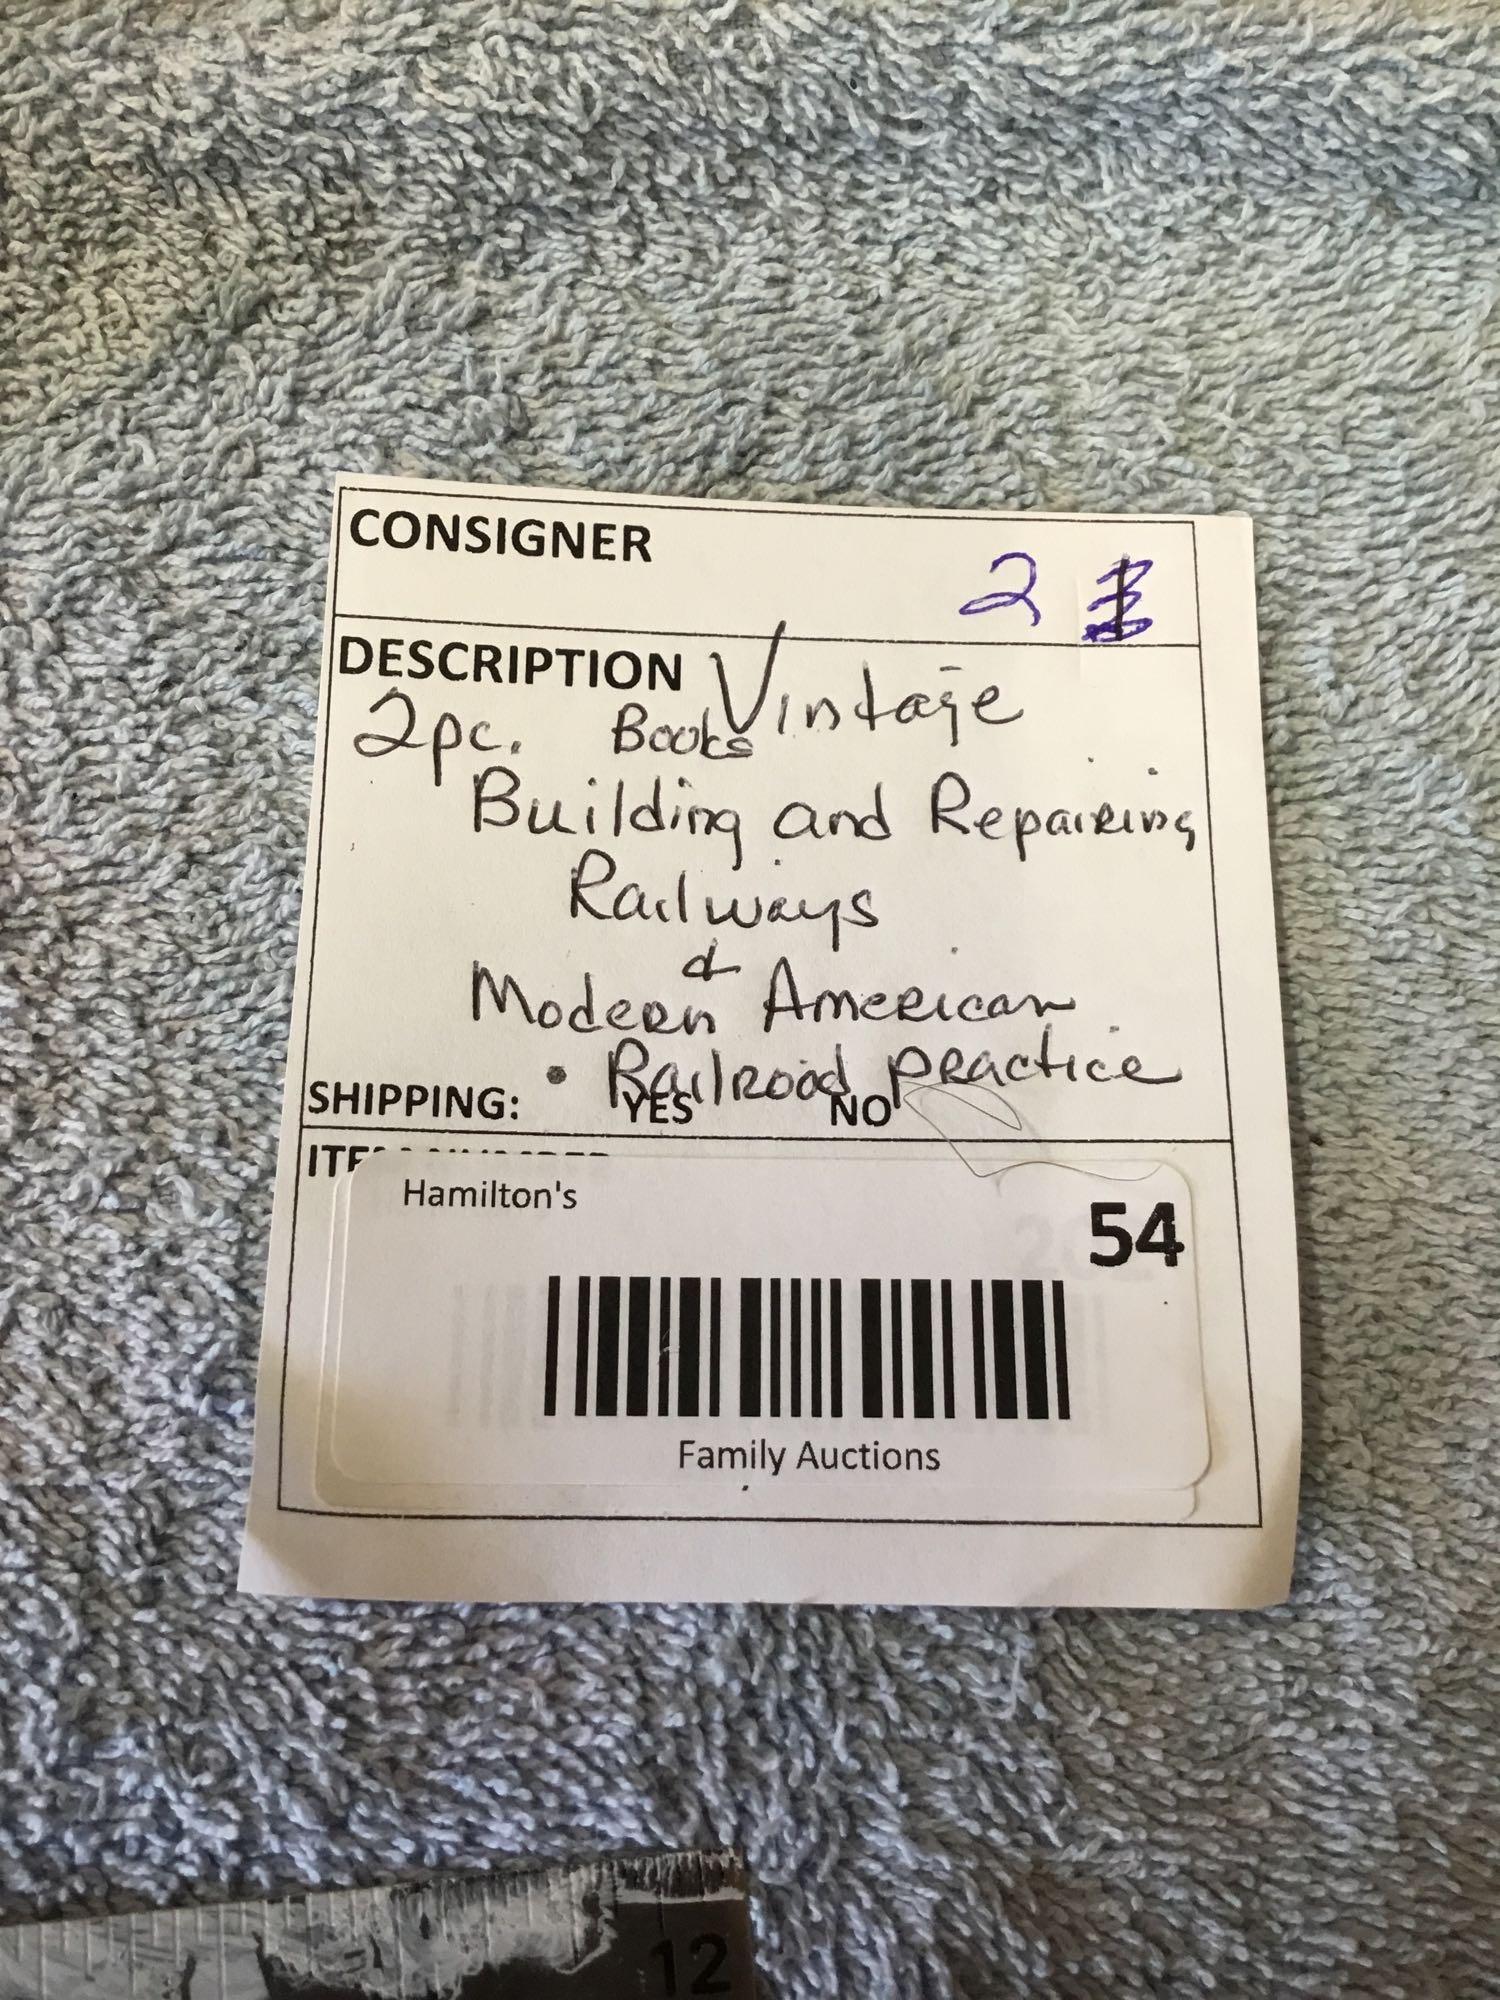 CONSIGNER 2
DESCRIPTION Vintage
2pc. Books
Building and Repairing
Railways
&
Modern American
• Railroad practice
SHIPPING: YES NO
Hamilton's
54
Family Auctions
12